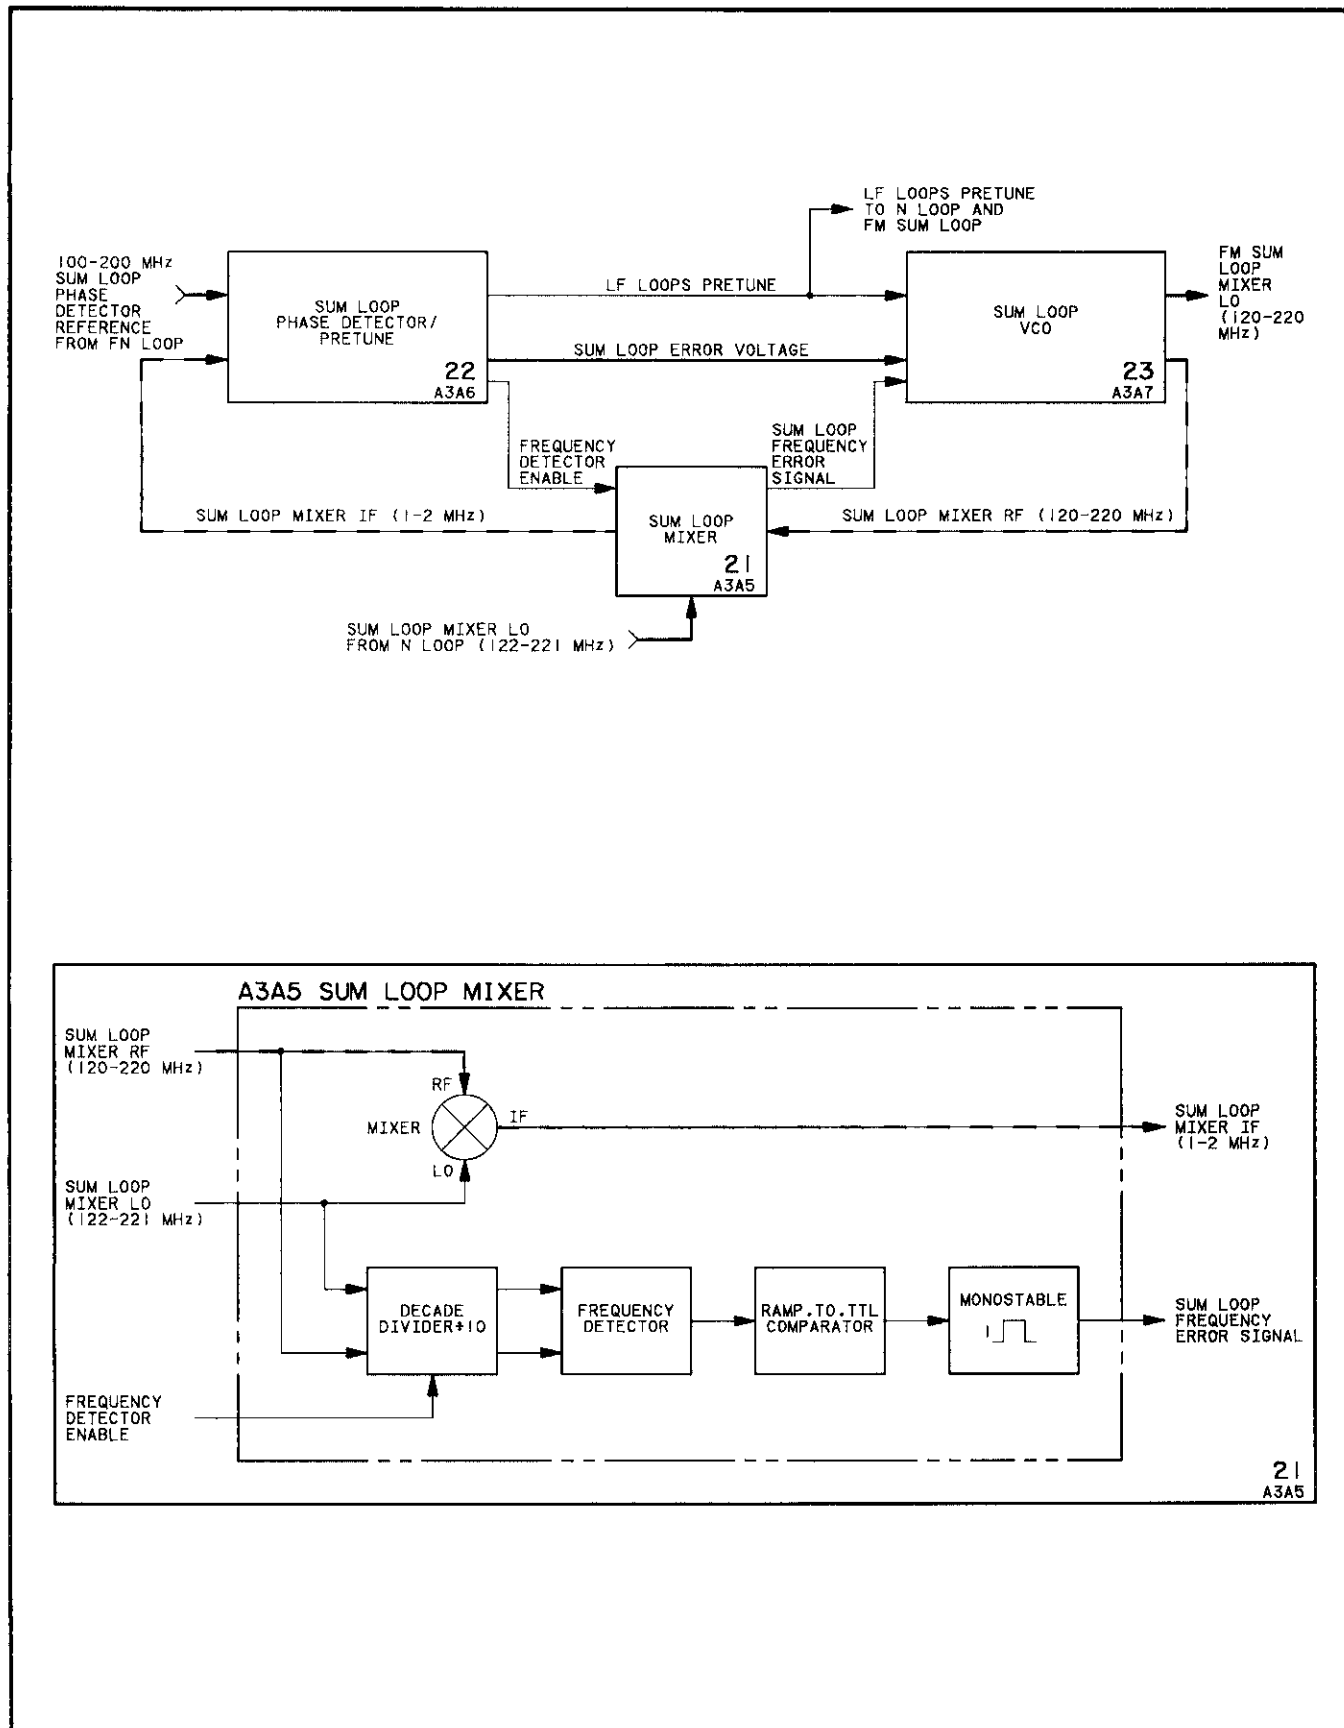 LF LOOPS PRETUNE
TO N LOOP AND
FM SUM LOOP
100-200 MHz
SUM LOOP
PHASE
DETECTOR
REFERENCE
FROM FN LOOP
SUM LOOP
PHASE DETECTOR/
PRETUNE
22
A3A6
LF LOOPS PRETUNE
SUM LOOP ERROR VOLTAGE
SUM LOOP
VCO
23
A3A7
FM SUM
LOOP
MIXER
LO
(120-220
MHz)
FREQUENCY
DETECTOR
ENABLE
SUM LOOP
FREQUENCY
ERROR
SIGNAL
SUM LOOP MIXER IF (1-2 MHz)
SUM LOOP
MIXER
21
A3A5
SUM LOOP MIXER RF (120-220 MHz)
SUM LOOP MIXER LO
FROM N LOOP (122-221 MHz)
A3A5 SUM LOOP MIXER
SUM LOOP
MIXER RF
(120-220 MHz)
RF
MIXER
IF
LO
SUM LOOP
MIXER IF
(1-2 MHz)
SUM LOOP
MIXER LO
(122-221 MHz)
DECADE
DIVIDER÷10
FREQUENCY
DETECTOR
RAMP.TO.TTL
COMPARATOR
MONOSTABLE
1
SUM LOOP
FREQUENCY
ERROR SIGNAL
FREQUENCY
DETECTOR
ENABLE
21
A3A5